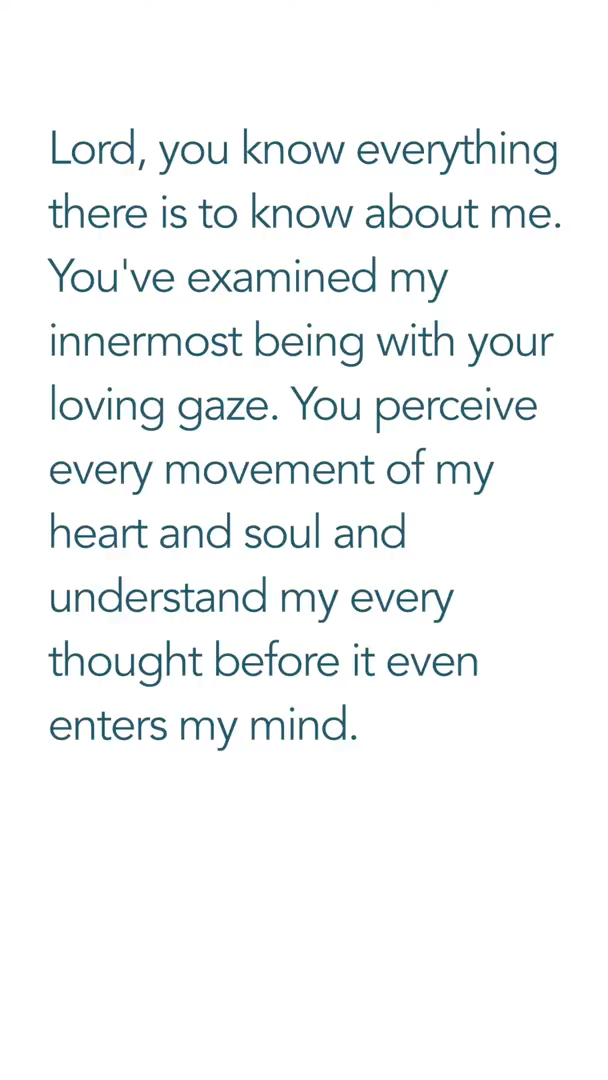 Lord, you know everything
there is to know about me.
You've examined my
innermost being with your
loving gaze. You perceive
every movement of my
heart and soul and
understand my every
thought before it even
enters my mind.